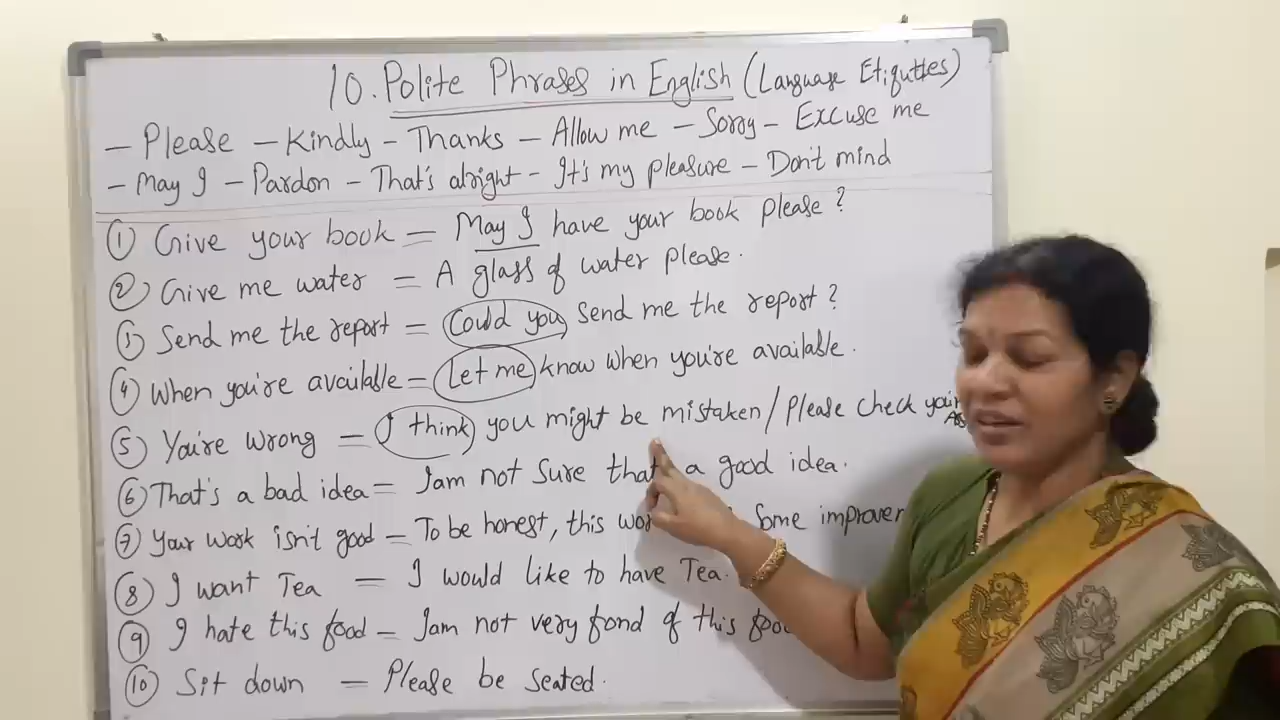 10. Polite Phrases in English (Language Etiquttes)
– Please – Kindly – Thanks – Allow me – Sorry – Excuse me
– May I – Pardon – That's alright – It's my pleasure – Don't mind
① Give your book = May I have your book please?
② Give me water = A glass of water please.
③ Send me the report = Could you send me the report?
④ When you're available = Let me know when you're available.
⑤ You're wrong = I think you might be mistaken / please check your
⑥ That's a bad idea = Iam not sure that a good idea.
⑦ Your work isn't good = To be honest, this some
⑧ I want Tea = I would like to have Tea.
⑨ I hate this food = Iam not very fond of this
⑩ Sit down = Please be seated.